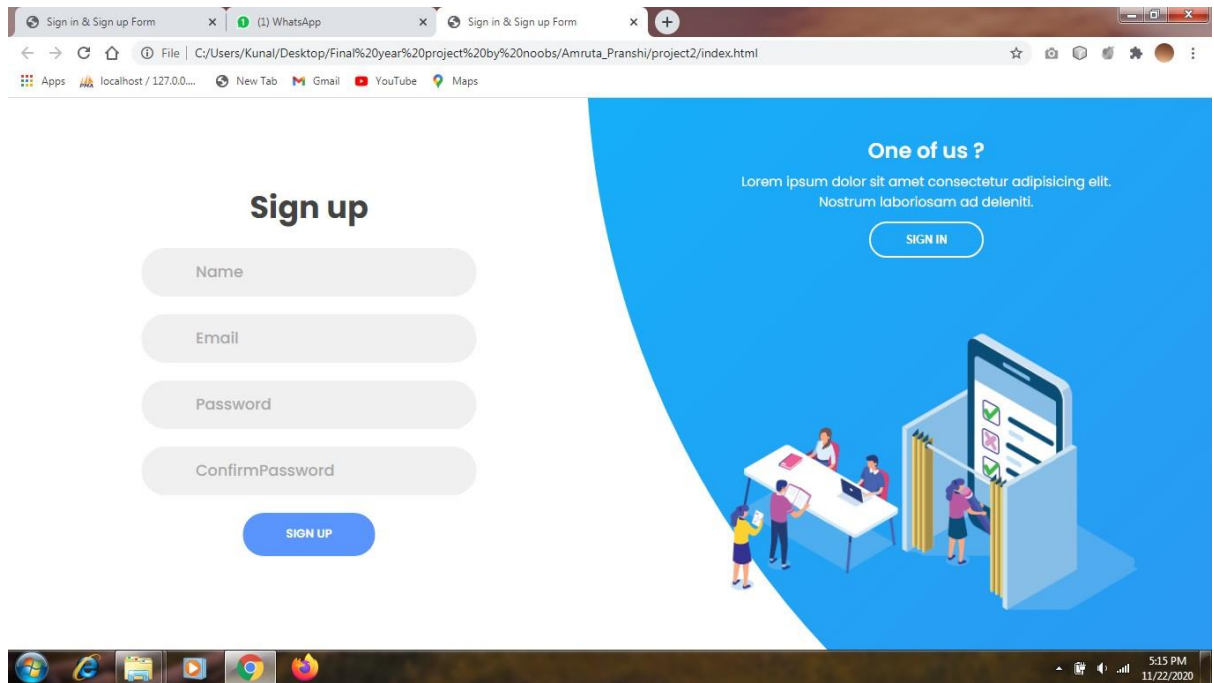 Sign in & Sign up Form
(1) WhatsApp
Sign in & Sign up Form
File | C:/Users/Kunal/Desktop/Final%20year%20project%20by%20noobs/Amruta_Pranshi/project2/index.html
Apps
localhost / 127.0.0....
New Tab
Gmail
YouTube
Maps
Sign up
Name
Email
Password
ConfirmPassword
SIGN UP
One of us ?
Lorem ipsum dolor sit amet consectetur adipisicing elit.
Nostrum laboriosam ad deleniti.
SIGN IN
5:15 PM
11/22/2020